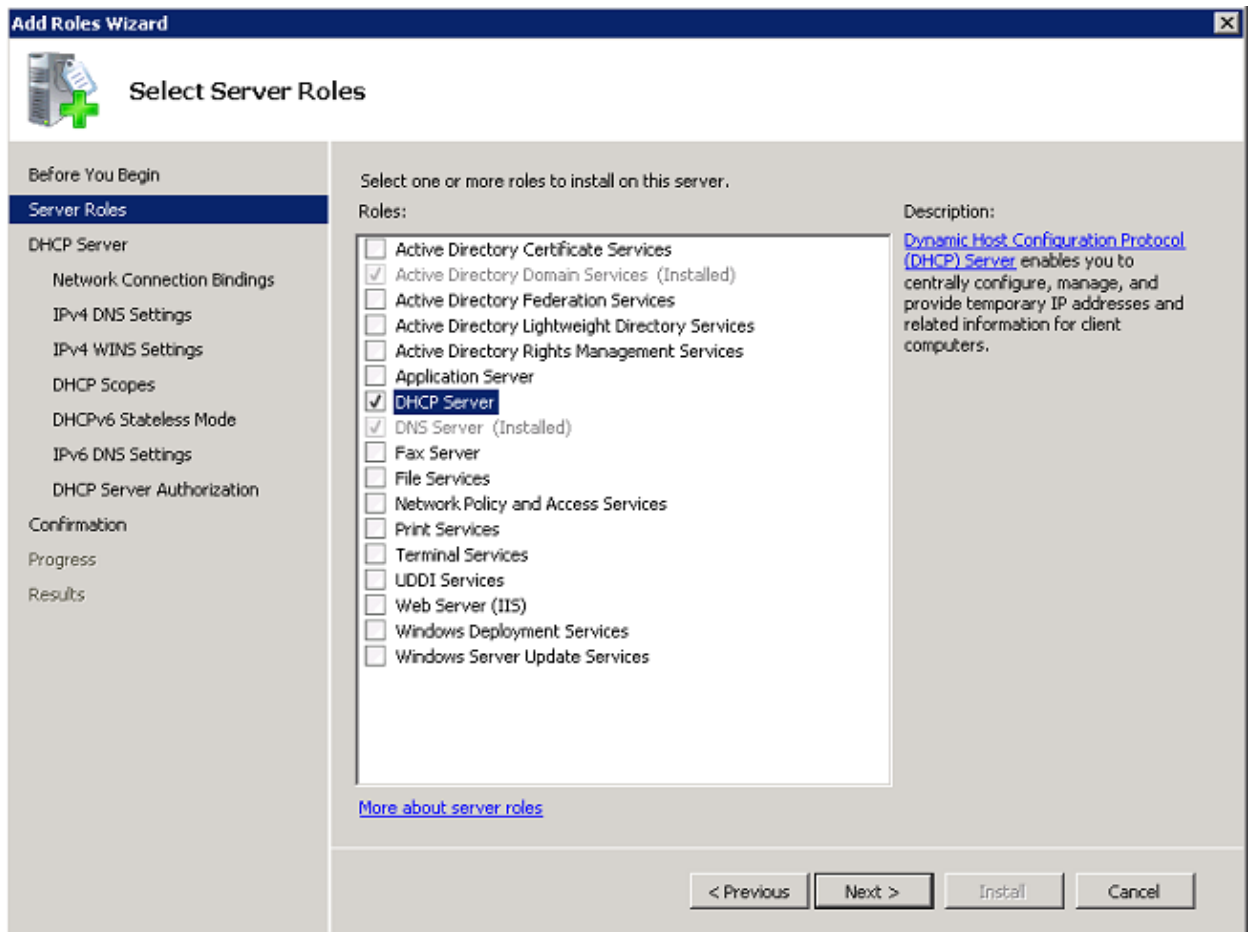 Add Roles Wizard
Select Server Roles
Before You Begin
Server Roles
DHCP Server
Network Connection Bindings
IPv4 DNS Settings
IPv4 WINS Settings
DHCP Scopes
DHCPv6 Stateless Mode
IPv6 DNS Settings
DHCP Server Authorization
Confirmation
Progress
Results
Select one or more roles to install on this server.
Roles:
Active Directory Certificate Services
Active Directory Domain Services (Installed)
Active Directory Federation Services
Active Directory Lightweight Directory Services
Active Directory Rights Management Services
Application Server
DHCP Server
DNS Server (Installed)
Fax Server
File Services
Network Policy and Access Services
Print Services
Terminal Services
UDDI Services
Web Server (IIS)
Windows Deployment Services
Windows Server Update Services
More about server roles
Description:
Dynamic Host Configuration Protocol
(DHCP) Server enables you to
centrally configure, manage, and
provide temporary IP addresses and
related information for client
computers.
< Previous
Next >
Install
Cancel